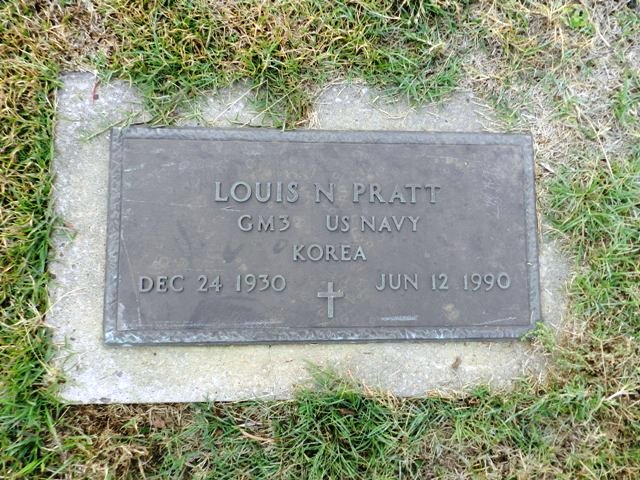 LOUIS N PRATT
GM3 US NAVY
KOREA
DEC 24 1930 JUN 12 1990